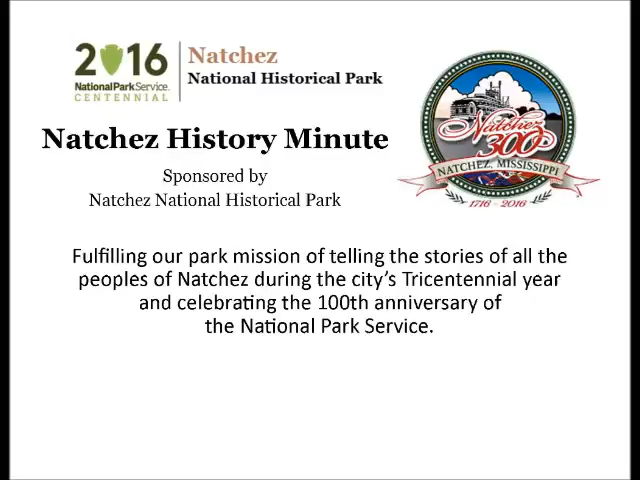 2016
National Park Service
CENTENNIAL
Natchez
National Historical Park
Natchez History Minute
Sponsored by
Natchez National Historical Park
Natchez
300
NATCHEZ, MISSISSIPPI
1716 - 2016
Fulfilling our park mission of telling the stories of all the
peoples of Natchez during the city's Tricentennial year
and celebrating the 100th anniversary of
the National Park Service.